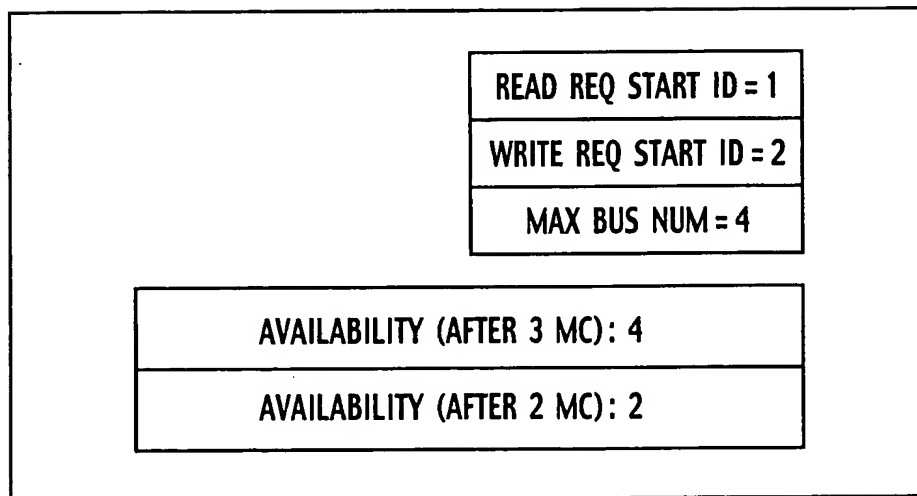 READ REQ START ID = 1
WRITE REQ START ID = 2
MAX BUS NUM = 4
AVAILABILITY (AFTER 3 MC): 4
AVAILABILITY (AFTER 2 MC): 2